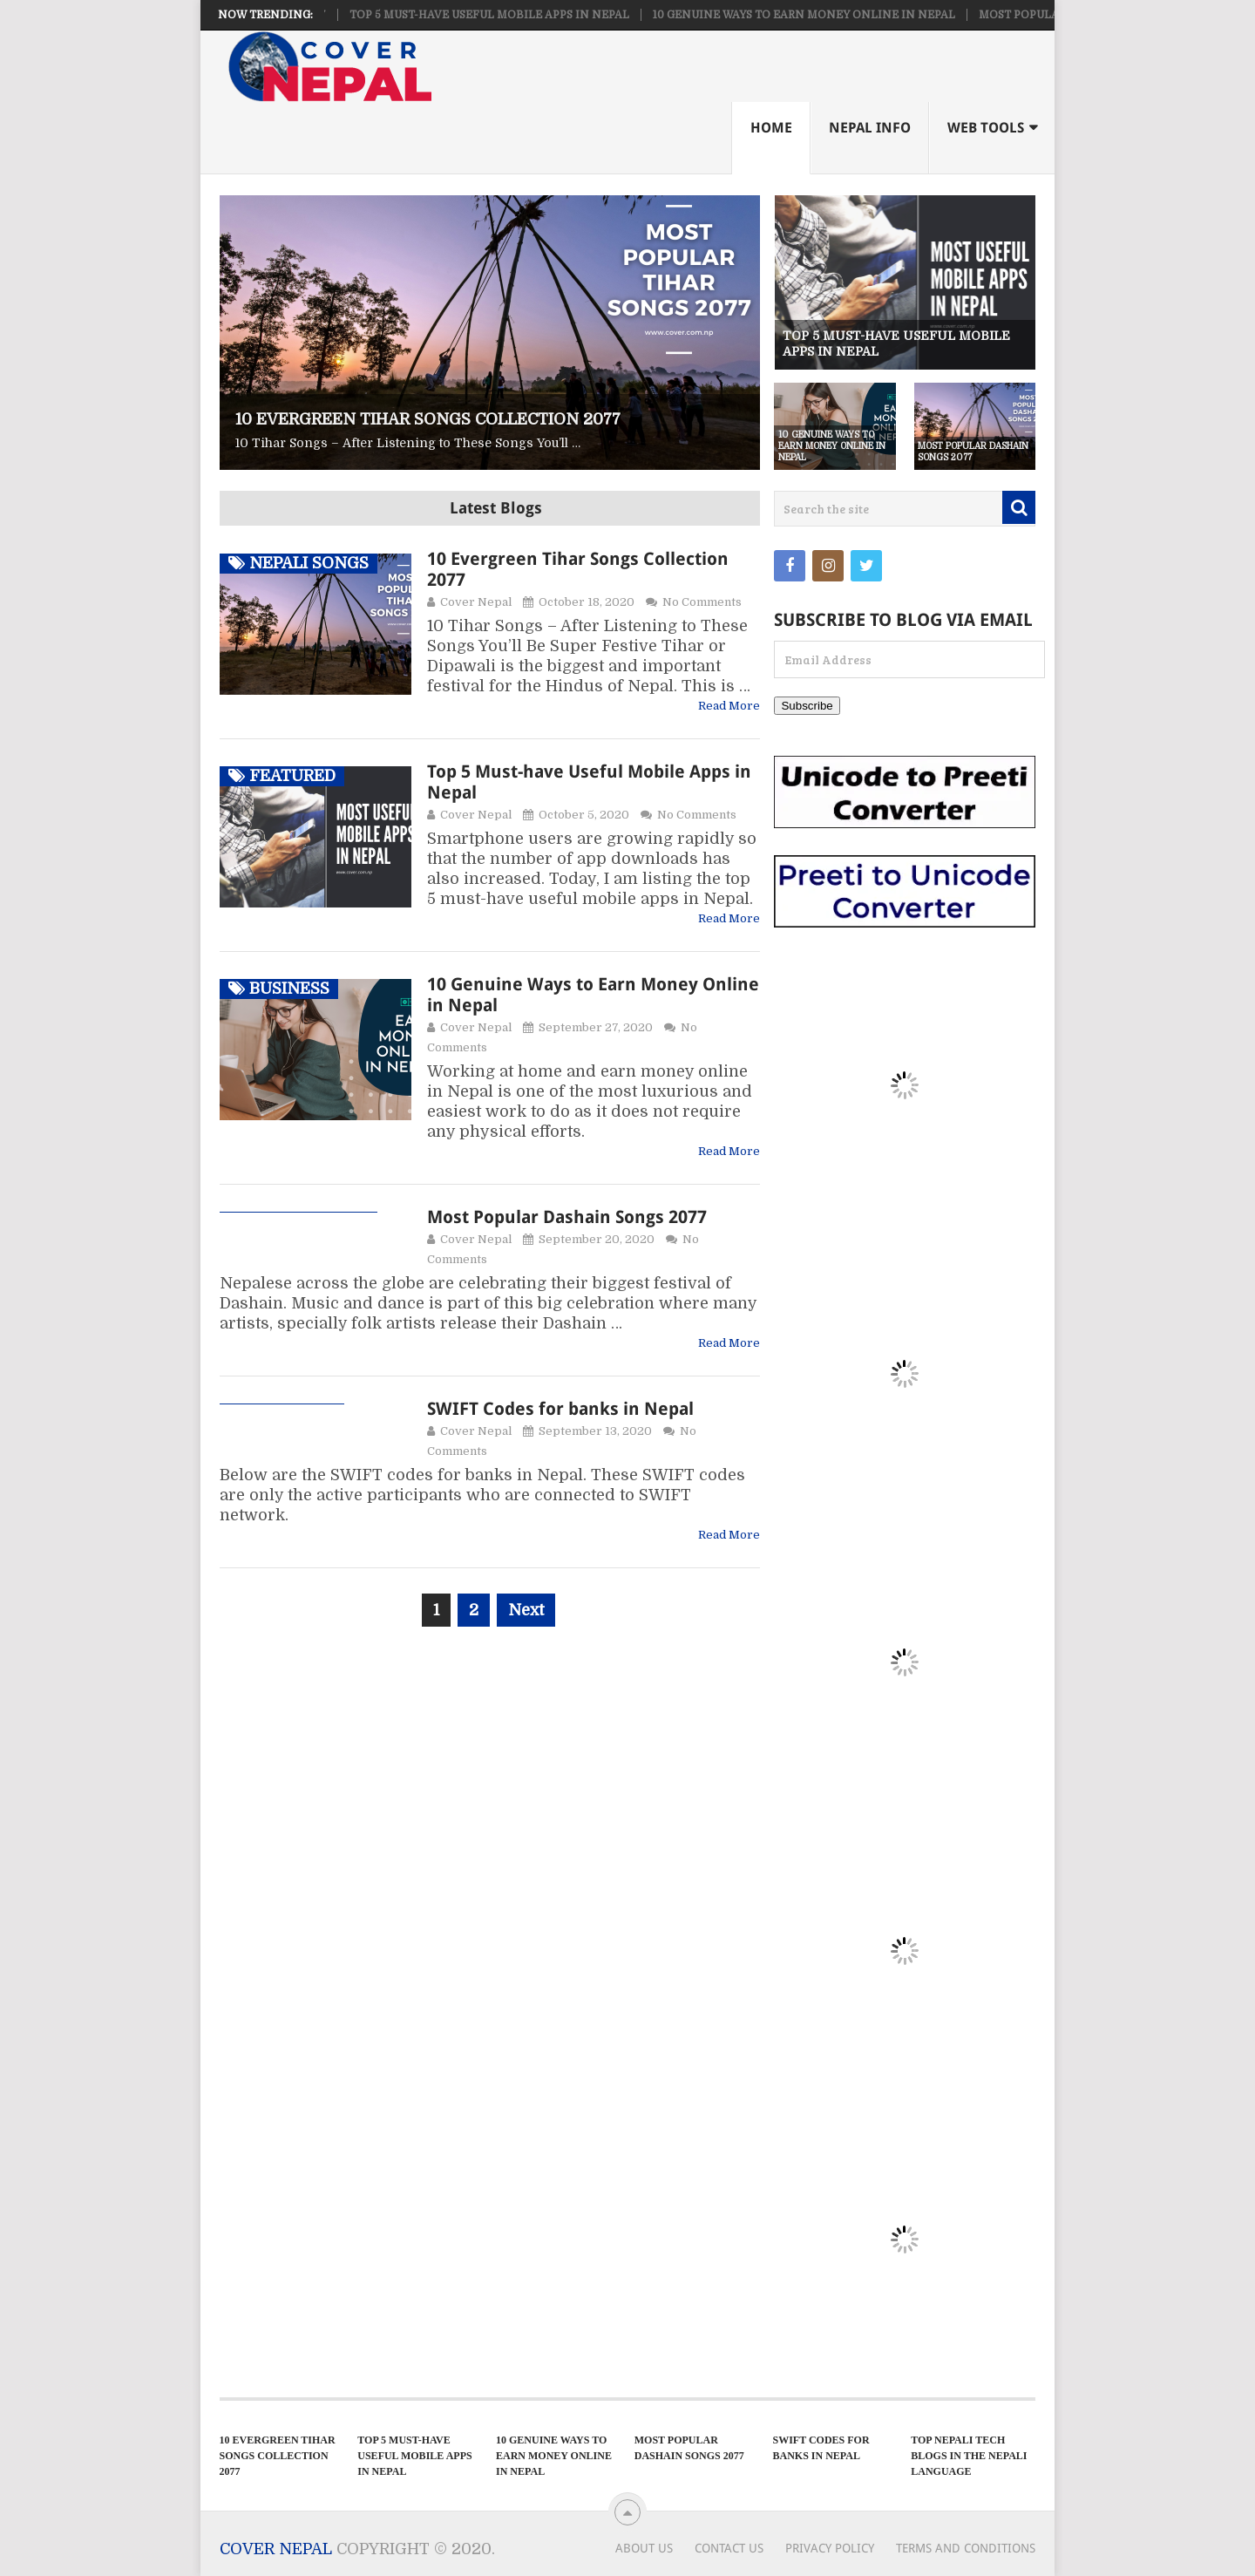 NOW TRENDING:
TOP 5 MUST-HAVE USEFUL MOBILE APPS IN NEPAL
10 GENUINE WAYS TO EARN MONEY ONLINE IN NEPAL
MOST POPULA
COVER
NEPAL
HOME
NEPAL INFO
WEB TOOLS
MOST
POPULAR
TIHAR
SONGS 2077
www.cover.com.np
10 EVERGREEN TIHAR SONGS COLLECTION 2077
10 Tihar Songs – After Listening to These Songs You'll ...
MOST USEFUL
MOBILE APPS
IN NEPAL
TOP 5 MUST-HAVE USEFUL MOBILE
APPS IN NEPAL
10 GENUINE WAYS TO
EARN MONEY ONLINE IN
NEPAL
MOST POPULAR DASHAIN
SONGS 2077
Latest Blogs
Search the site
NEPALI SONGS
10 Evergreen Tihar Songs Collection
2077
Cover Nepal October 18, 2020 No Comments
10 Tihar Songs – After Listening to These
Songs You'll Be Super Festive Tihar or
Dipawali is the biggest and important
festival for the Hindus of Nepal. This is ...
Read More
SUBSCRIBE TO BLOG VIA EMAIL
Email Address
Subscribe
Unicode to Preeti
Converter
Preeti to Unicode
Converter
FEATURED
MOST USEFU
MOBILE APPS
IN NEPAL
www.cover.com.np
Top 5 Must-have Useful Mobile Apps in
Nepal
Cover Nepal October 5, 2020 No Comments
Smartphone users are growing rapidly so
that the number of app downloads has
also increased. Today, I am listing the top
5 must-have useful mobile apps in Nepal.
Read More
BUSINESS
EA
MON
ONLI
IN NEP
10 Genuine Ways to Earn Money Online
in Nepal
Cover Nepal September 27, 2020 No
Comments
Working at home and earn money online
in Nepal is one of the most luxurious and
easiest work to do as it does not require
any physical efforts.
Read More
Most Popular Dashain Songs 2077
Cover Nepal September 20, 2020 No
Comments
Nepalese across the globe are celebrating their biggest festival of
Dashain. Music and dance is part of this big celebration where many
artists, specially folk artists release their Dashain ...
Read More
SWIFT Codes for banks in Nepal
Cover Nepal September 13, 2020 No
Comments
Below are the SWIFT codes for banks in Nepal. These SWIFT codes
are only the active participants who are connected to SWIFT
network.
Read More
1 2 Next
10 EVERGREEN TIHAR
SONGS COLLECTION
2077
TOP 5 MUST-HAVE
USEFUL MOBILE APPS
IN NEPAL
10 GENUINE WAYS TO
EARN MONEY ONLINE
IN NEPAL
MOST POPULAR
DASHAIN SONGS 2077
SWIFT CODES FOR
BANKS IN NEPAL
TOP NEPALI TECH
BLOGS IN THE NEPALI
LANGUAGE
COVER NEPAL COPYRIGHT © 2020.
ABOUT US CONTACT US PRIVACY POLICY TERMS AND CONDITIONS